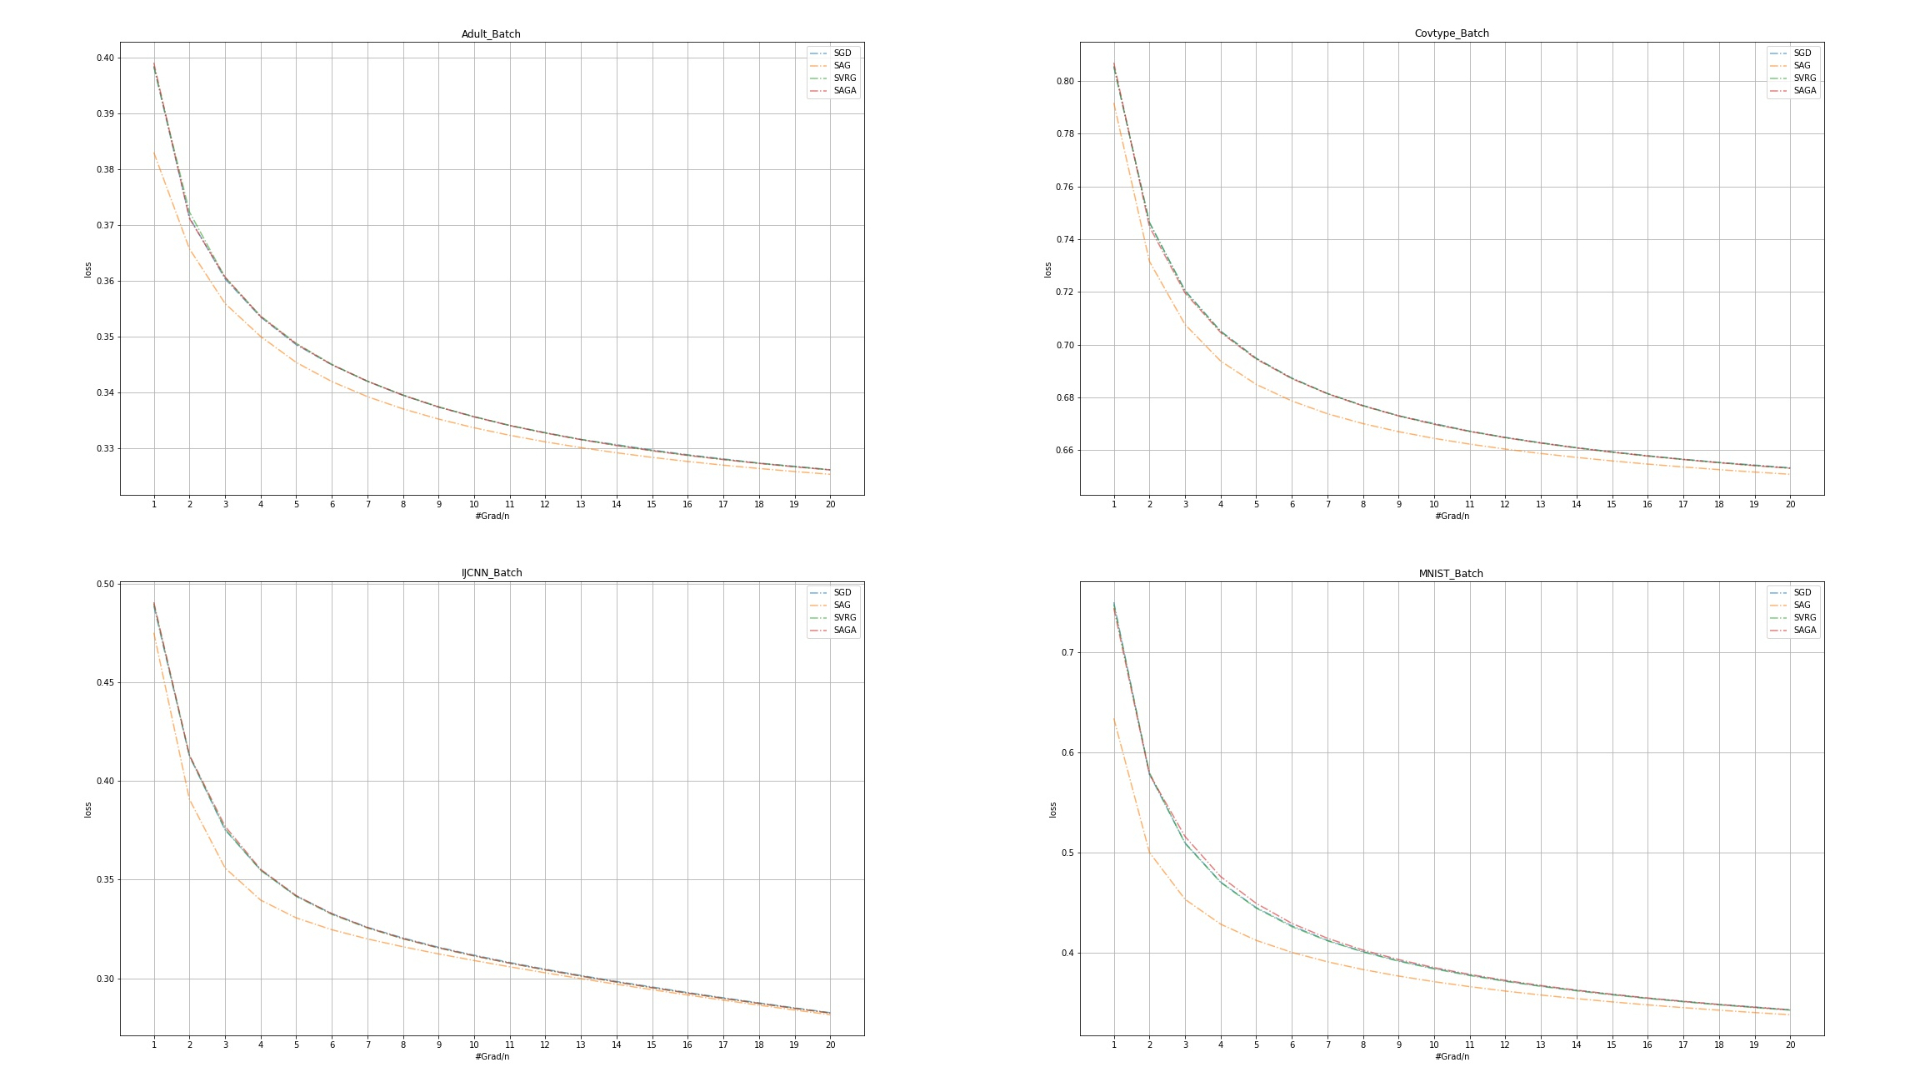 Adult_Batch
0.40
0.39
0.38
0.37
0.36
0.35
0.34
0.33
loss
1 2 3 4 5 6 7 8 9 10 11 12 13 14 15 16 17 18 19 20
#Grad/n
SGD
SAG
SVRG
SAGA
Covtype_Batch
0.80
0.78
0.76
0.74
0.72
0.70
0.68
0.66
loss
1 2 3 4 5 6 7 8 9 10 11 12 13 14 15 16 17 18 19 20
#Grad/n
SGD
SAG
SVRG
SAGA
IJCNN_Batch
0.50
0.45
0.40
0.35
0.30
loss
1 2 3 4 5 6 7 8 9 10 11 12 13 14 15 16 17 18 19 20
#Grad/n
SGD
SAG
SVRG
SAGA
MNIST_Batch
0.7
0.6
0.5
0.4
loss
1 2 3 4 5 6 7 8 9 10 11 12 13 14 15 16 17 18 19 20
#Grad/n
SGD
SAG
SVRG
SAGA